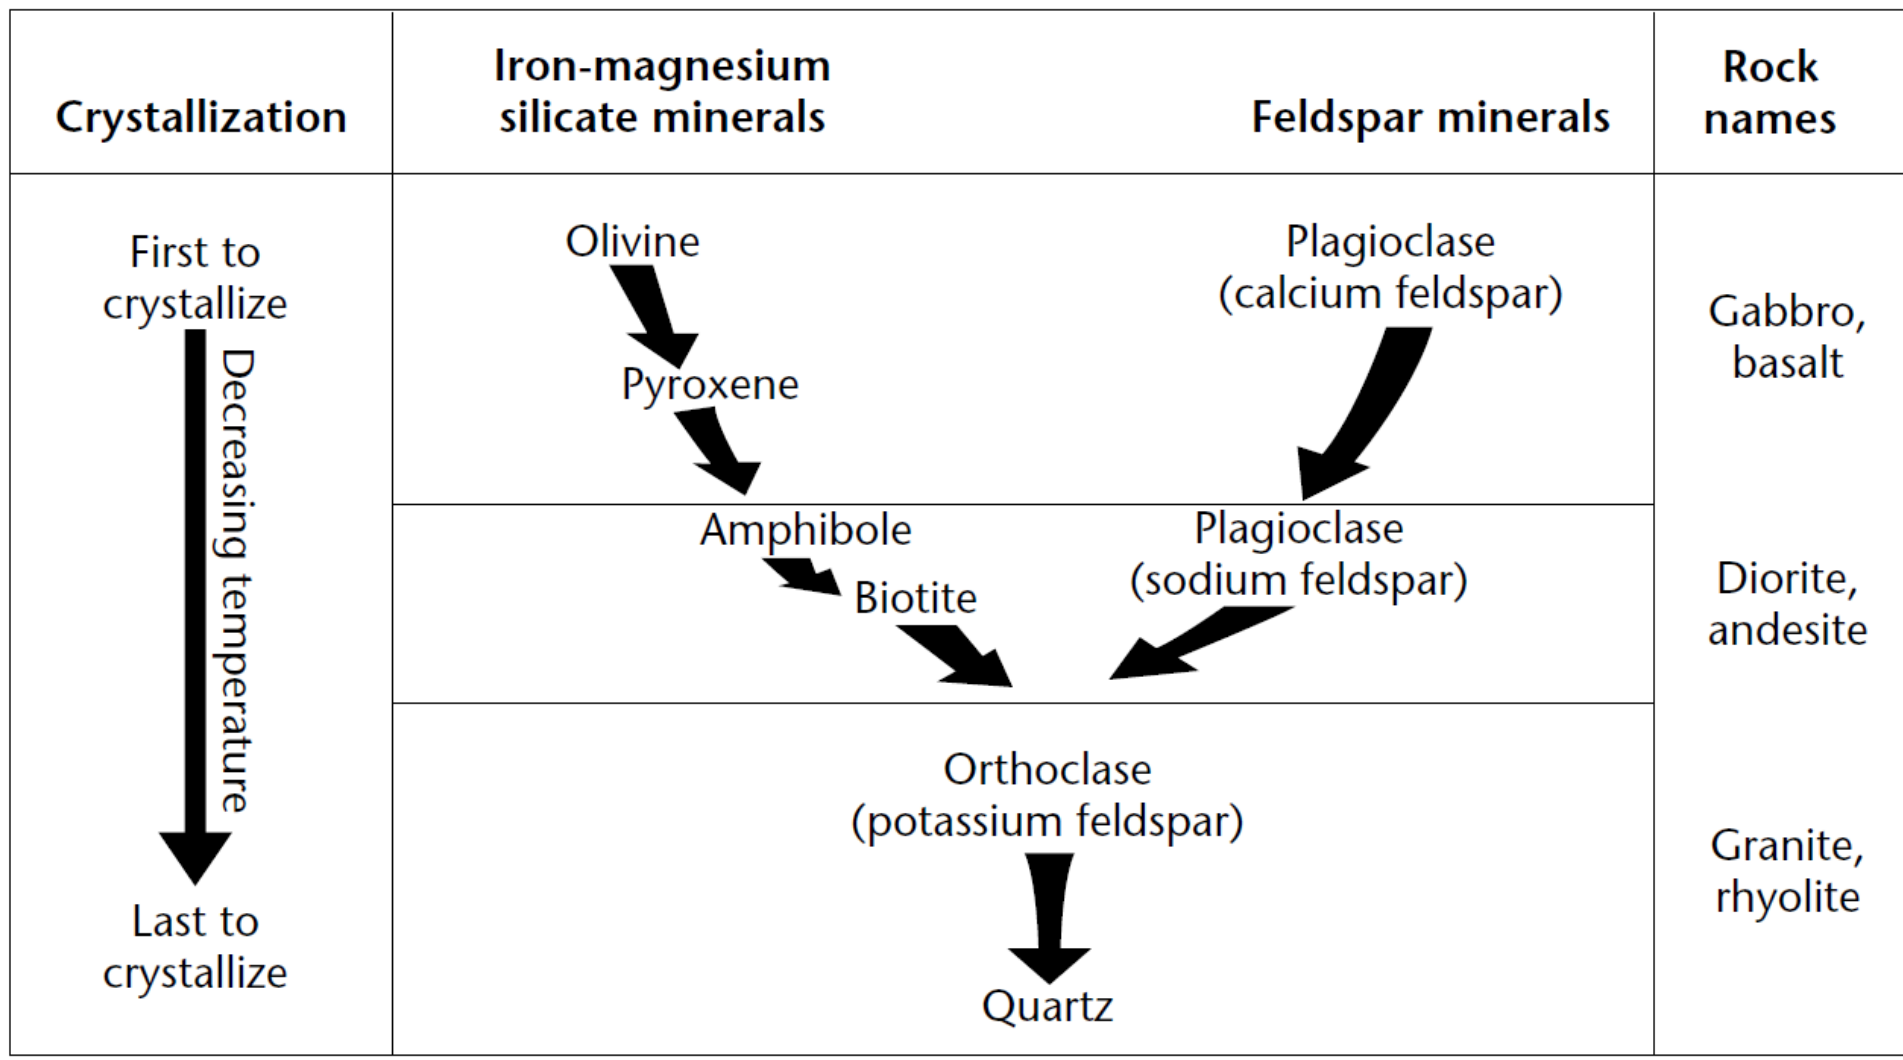 Crystallization
Iron-magnesium
silicate minerals
Feldspar minerals
Rock
names
First to
crystallize
Decreasing temperature
Last to
crystallize
Olivine
Pyroxene
Plagioclase
(calcium feldspar)
Gabbro,
basalt
Amphibole
Biotite
Plagioclase
(sodium feldspar)
Diorite,
andesite
Orthoclase
(potassium feldspar)
Quartz
Granite,
rhyolite